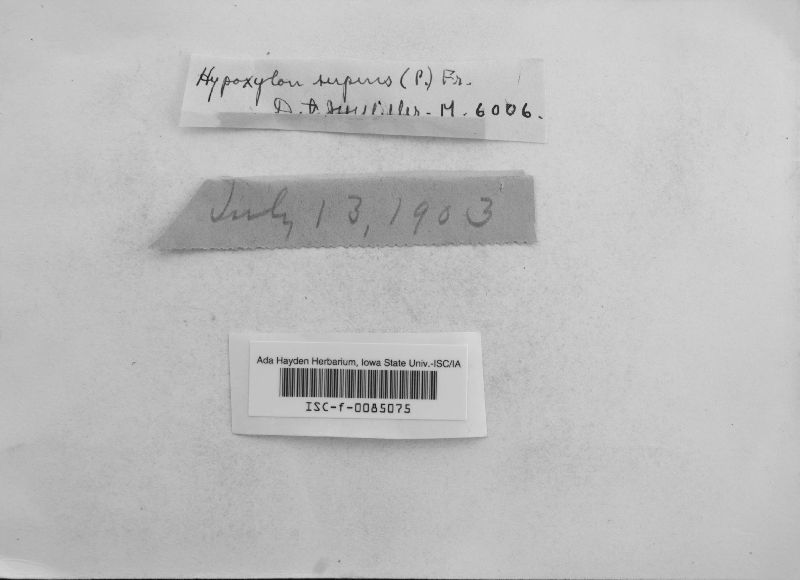 Hypoxylon serpens (P.) Fr.
D. M. 6006.
July 13, 1903
Ada Hayden Herbarium, Iowa State Univ.-ISC/IA
ISC-f-0085075